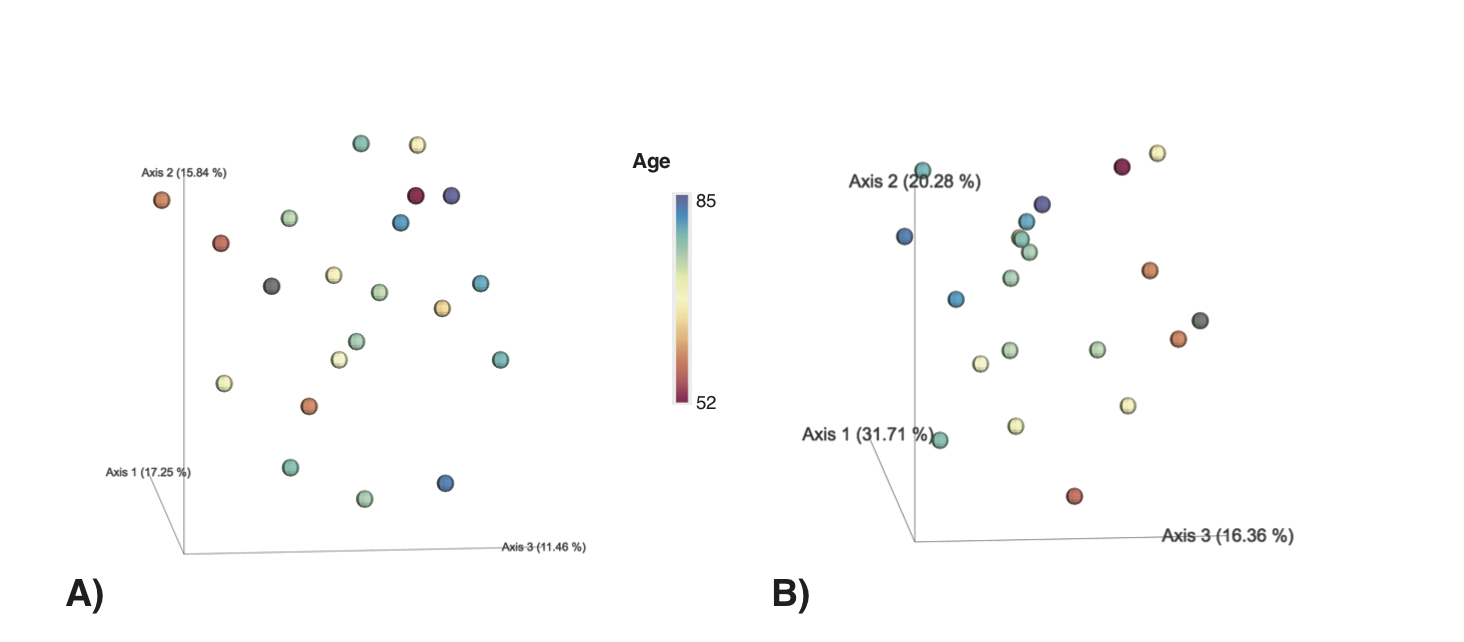 Axis 2 (15.84 %)
Axis 1 (17.25 %)
Axis 3 (11.46 %)
A)
Age
85
52
Axis 2 (20.28 %)
Axis 1 (31.71 %)
Axis 3 (16.36 %)
B)